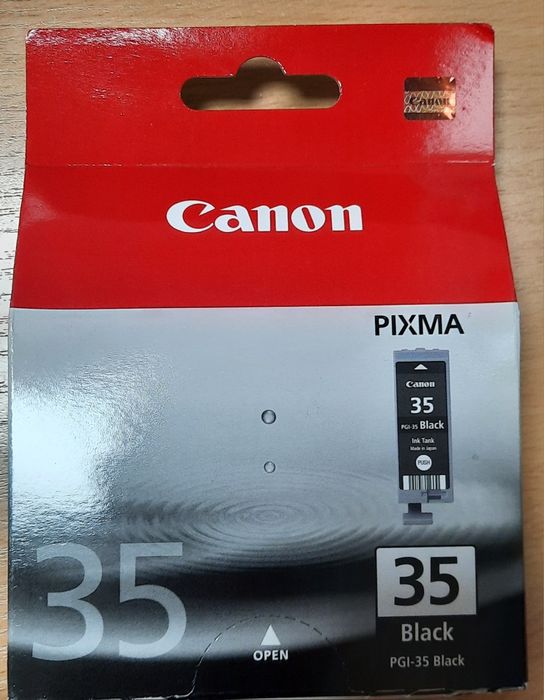 Canon
Canon
PIXMA
Canon
35
PGI-35 Black
Ink Tank
Made in Japan
PUSH
35
35
Black
PGI-35 Black
OPEN